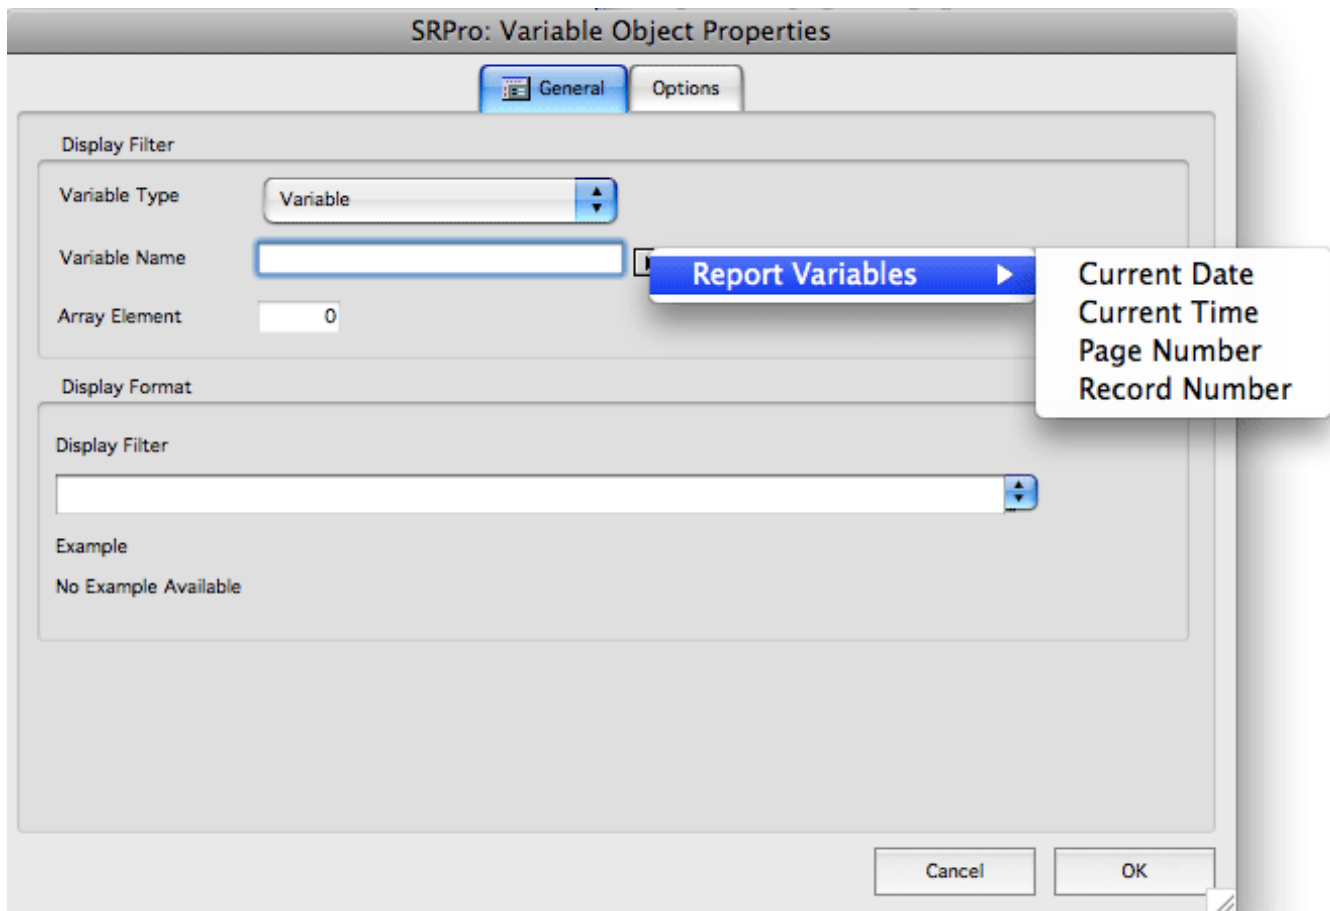 SRPro: Variable Object Properties
General Options
Display Filter
Variable Type Variable
Variable Name
Report Variables
Current Date
Current Time
Page Number
Record Number
Array Element 0
Display Format
Display Filter
Example
No Example Available
Cancel OK